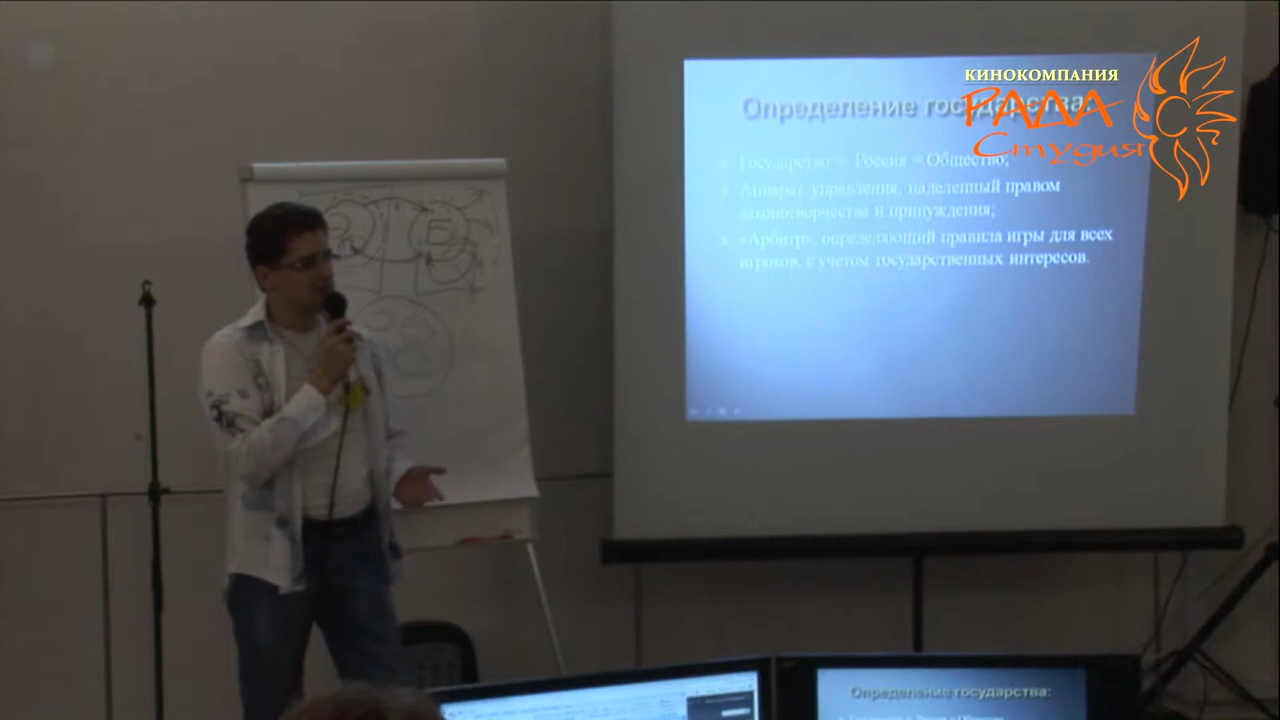 КИНОКОМПАНИЯ
РАДА
Студия
Определение государства:
Государство = Россия = Общество;
Аппарат управления, наделенный правом
законотворчества и принуждения;
«Арбитр», определяющий правила игры для всех
игроков, с учетом государственных интересов.
Б
Определение государства: